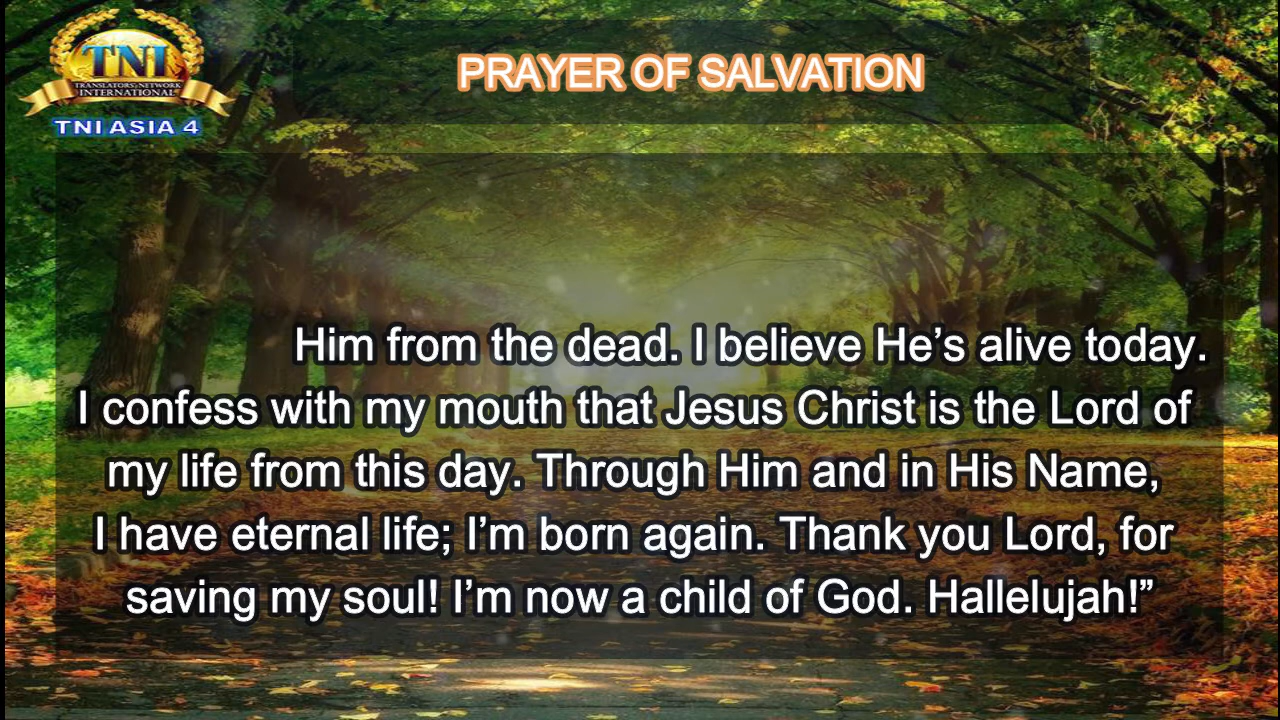 TNI
TRANSLATORS' NETWORK
INTERNATIONAL
TNI ASIA 4
PRAYER OF SALVATION
Him from the dead. I believe He’s alive today.
I confess with my mouth that Jesus Christ is the Lord of
my life from this day. Through Him and in His Name,
I have eternal life; I’m born again. Thank you Lord, for
saving my soul! I’m now a child of God. Hallelujah!”